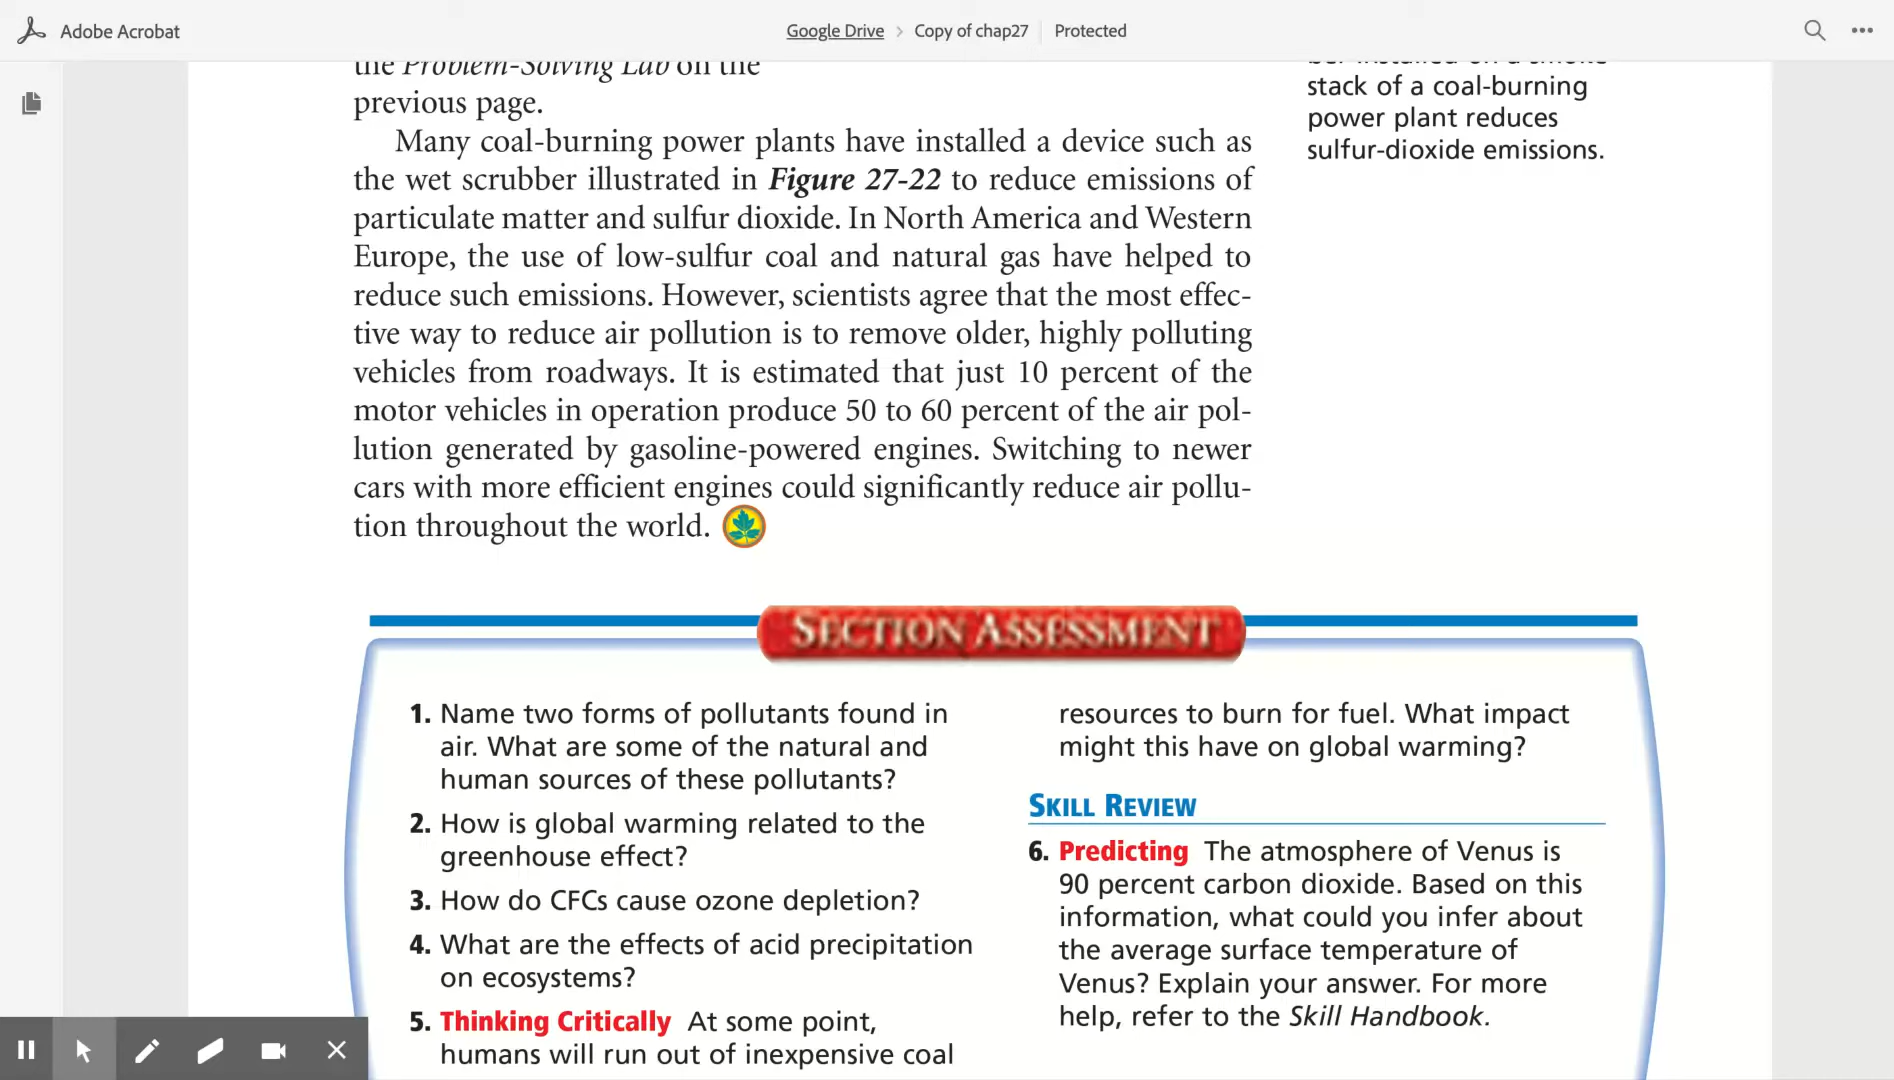 Adobe Acrobat
Google Drive > Copy of chap27 Protected
the Problem-Solving Lab on the
previous page.
Many coal-burning power plants have installed a device such as
the wet scrubber illustrated in Figure 27-22 to reduce emissions of
particulate matter and sulfur dioxide. In North America and Western
Europe, the use of low-sulfur coal and natural gas have helped to
reduce such emissions. However, scientists agree that the most effec-
tive way to reduce air pollution is to remove older, highly polluting
vehicles from roadways. It is estimated that just 10 percent of the
motor vehicles in operation produce 50 to 60 percent of the air pol-
lution generated by gasoline-powered engines. Switching to newer
cars with more efficient engines could significantly reduce air pollu-
tion throughout the world.
ber installed on a smoke
stack of a coal-burning
power plant reduces
sulfur-dioxide emissions.
SECTION ASSESSMENT
1. Name two forms of pollutants found in
air. What are some of the natural and
human sources of these pollutants?
2. How is global warming related to the
greenhouse effect?
3. How do CFCs cause ozone depletion?
4. What are the effects of acid precipitation
on ecosystems?
5. Thinking Critically At some point,
humans will run out of inexpensive coal
resources to burn for fuel. What impact
might this have on global warming?
SKILL REVIEW
6. Predicting The atmosphere of Venus is
90 percent carbon dioxide. Based on this
information, what could you infer about
the average surface temperature of
Venus? Explain your answer. For more
help, refer to the Skill Handbook.